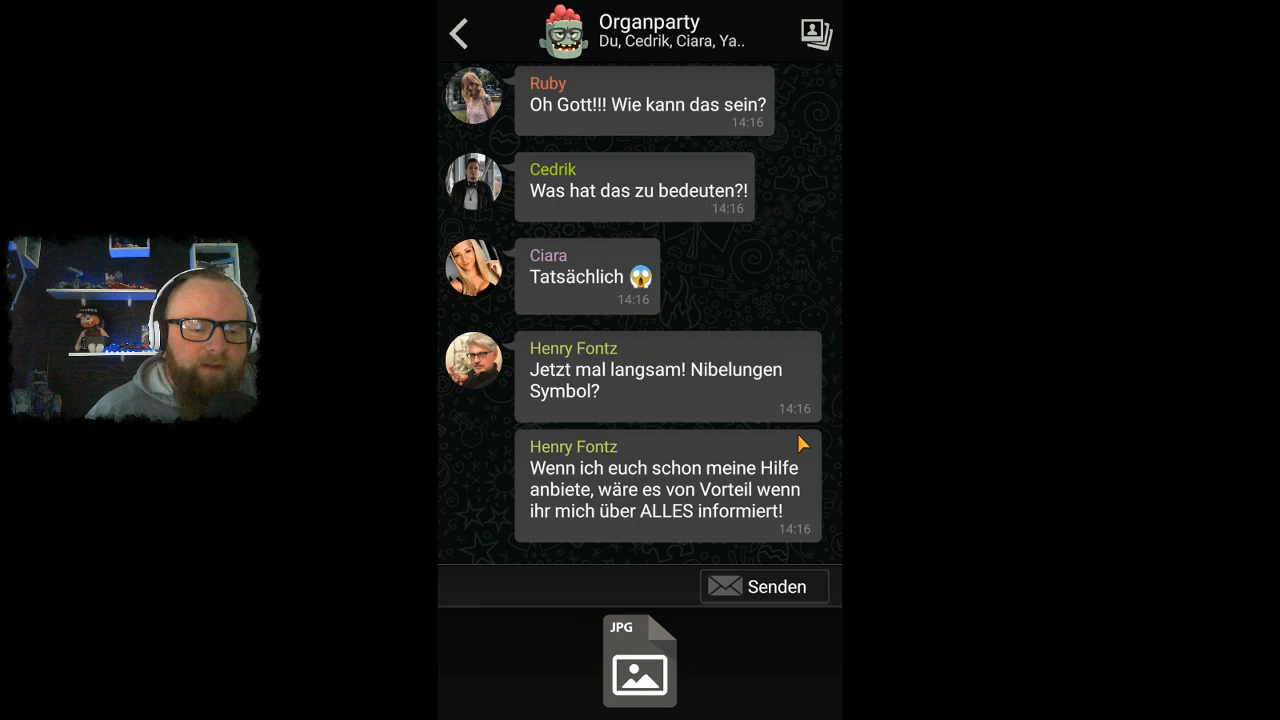 Organparty
Du, Cedrik, Ciara, Ya..
Ruby
Oh Gott!!! Wie kann das sein?
14:16
Cedrik
Was hat das zu bedeuten?!
14:16
Ciara
Tatsächlich 😱
14:16
Henry Fontz
Jetzt mal langsam! Nibelungen
Symbol?
14:16
Henry Fontz
Wenn ich euch schon meine Hilfe
anbiete, wäre es von Vorteil wenn
ihr mich über ALLES informiert!
14:16
Senden
JPG